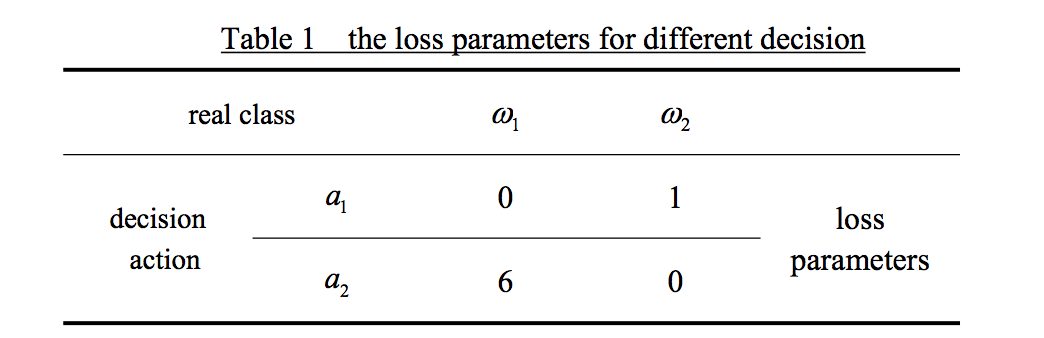 Table 1 the loss parameters for different decision
real class ω₁ ω₂
decision action a₁ 0 1 loss parameters
a₂ 6 0